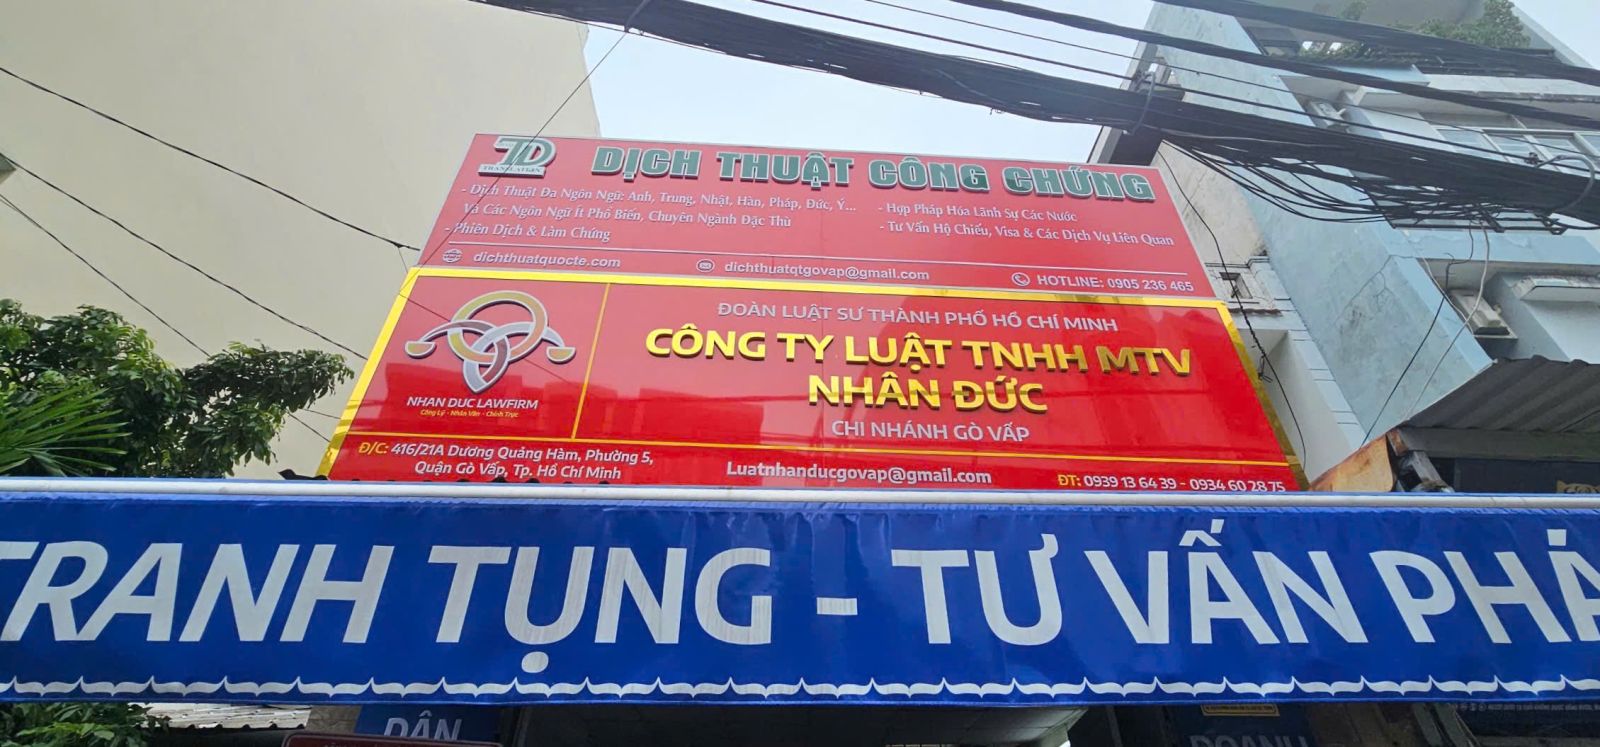 TD
TRANSLATION
DỊCH THUẬT CÔNG CHỨNG
- Dịch Thuật Đa Ngôn Ngữ: Anh, Trung, Nhật, Hàn, Pháp, Đức, Ý...
Và Các Ngôn Ngữ Ít Phổ Biến, Chuyên Ngành Đặc Thù
- Phiên Dịch & Làm Chứng
- Hợp Pháp Hóa Lãnh Sự Các Nước
- Tư Vấn Hộ Chiếu, Visa & Các Dịch Vụ Liên Quan
dichthuatquocte.com
dichthuatqtgovap@gmail.com
HOTLINE: 0905 236 465
NHAN DUC LAWFIRM
Công Lý - Nhân Văn - Chính Trực
ĐOÀN LUẬT SƯ THÀNH PHỐ HỒ CHÍ MINH
CÔNG TY LUẬT TNHH MTV
NHÂN ĐỨC
CHI NHÁNH GÒ VẤP
Đ/C: 416/21A Dương Quảng Hàm, Phường 5,
Quận Gò Vấp, Tp. Hồ Chí Minh
Luatnhanducgovap@gmail.com
ĐT: 0939 13 64 39 - 0934 60 28 75
TRANH TỤNG - TƯ VẤN PHÁ
DÂN
DOANH